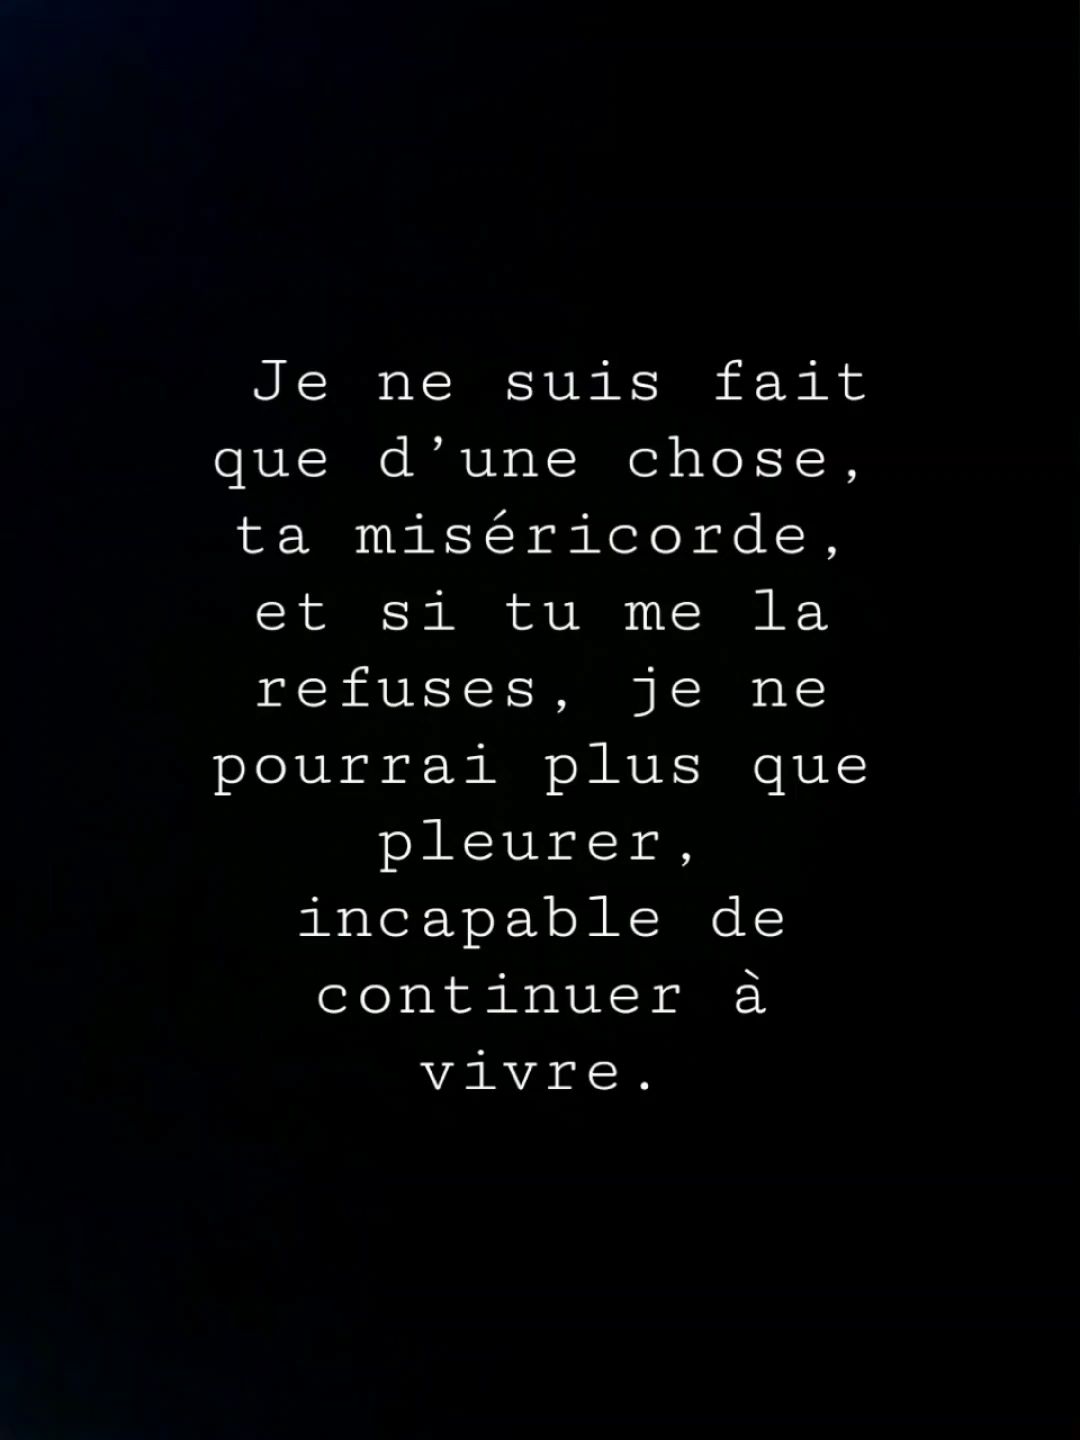 Je ne suis fait
que d’une chose,
ta miséricorde,
et si tu me la
refuses, je ne
pourrai plus que
pleurer,
incapable de
continuer à
vivre.